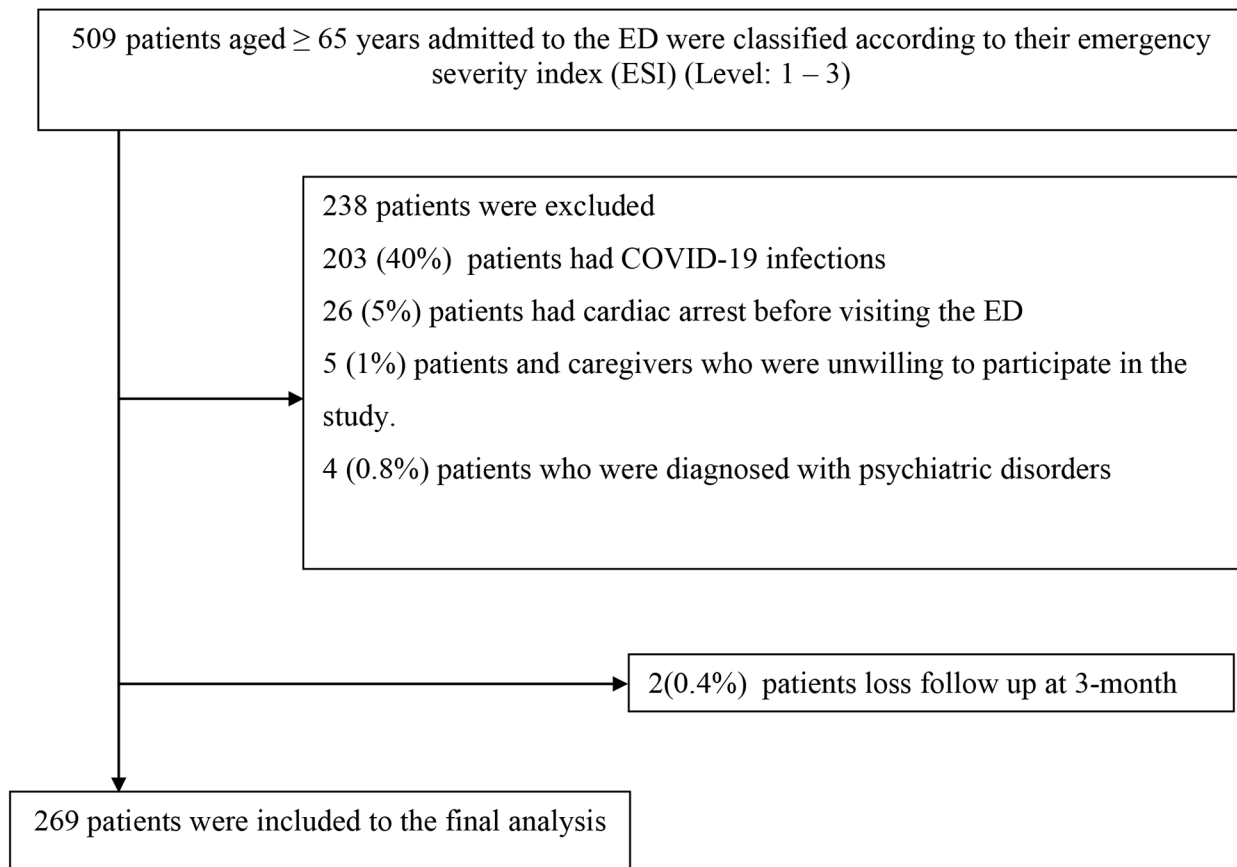 509 patients aged ≥ 65 years admitted to the ED were classified according to their emergency
severity index (ESI) (Level: 1 – 3)
238 patients were excluded
203 (40%)  patients had COVID-19 infections
26 (5%) patients had cardiac arrest before visiting the ED
5 (1%) patients and caregivers who were unwilling to participate in the
study.
4 (0.8%) patients who were diagnosed with psychiatric disorders
2(0.4%)  patients loss follow up at 3-month
269 patients were included to the final analysis